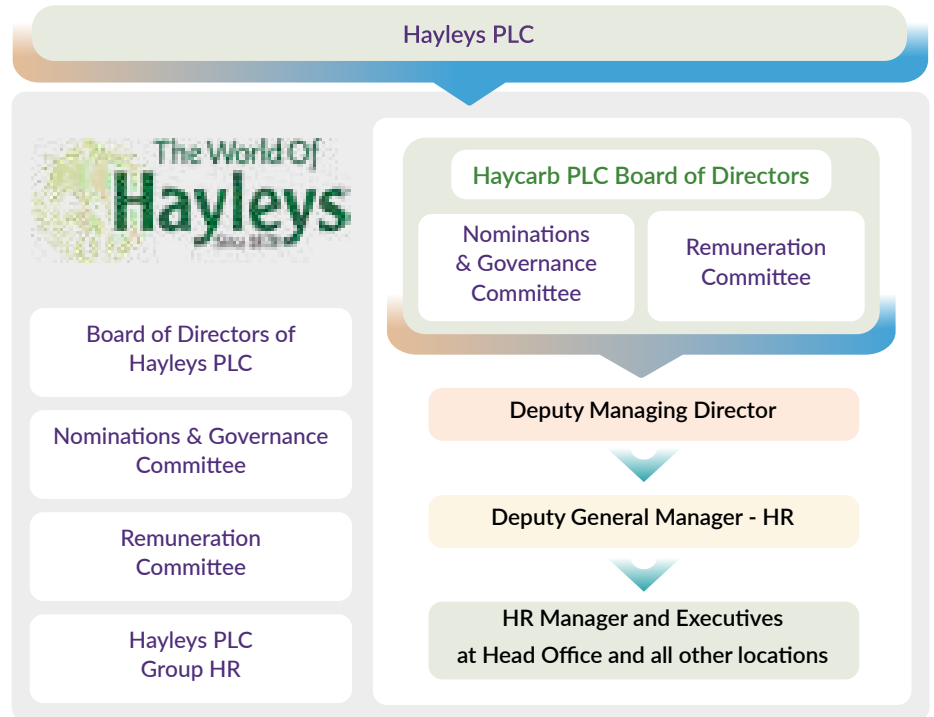 Hayleys PLC
The World Of
Hayleys
Since 1878
Board of Directors of
Hayleys PLC
Nominations & Governance
Committee
Remuneration
Committee
Hayleys PLC
Group HR
Haycarb PLC Board of Directors
Nominations
& Governance
Committee
Remuneration
Committee
Deputy Managing Director
Deputy General Manager - HR
HR Manager and Executives
at Head Office and all other locations